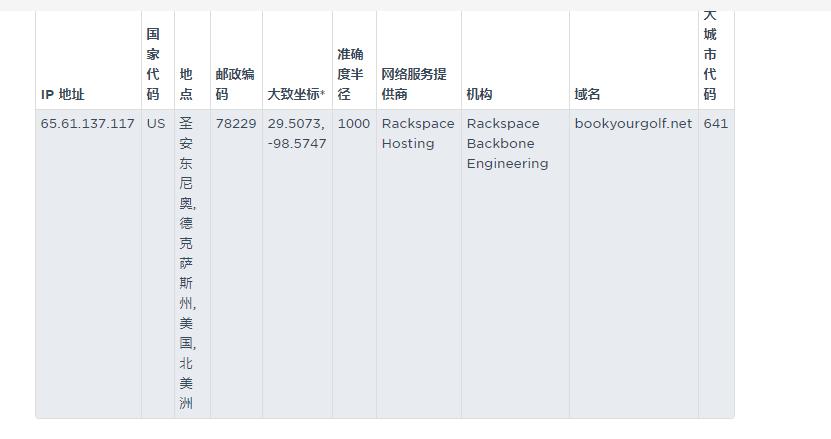 IP 地址
国
家
代
码
地
点
邮政编
码
大致坐标*
准确
度半
径
网络服务提
供商
机构
域名
大
城
市
代
码
65.61.137.117
US
圣
安
东
尼
奥,
德
克
萨
斯
州,
美
国,
北
美
洲
78229
29.5073,
-98.5747
1000
Rackspace
Hosting
Rackspace
Backbone
Engineering
bookyourgolf.net
641